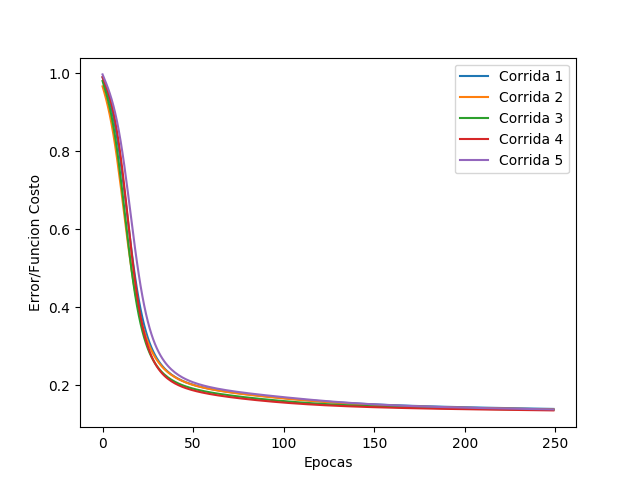 1.0
0.8
0.6
0.4
0.2
Error/Funcion Costo
Corrida 1
Corrida 2
Corrida 3
Corrida 4
Corrida 5
0 50 100 150 200 250
Epocas